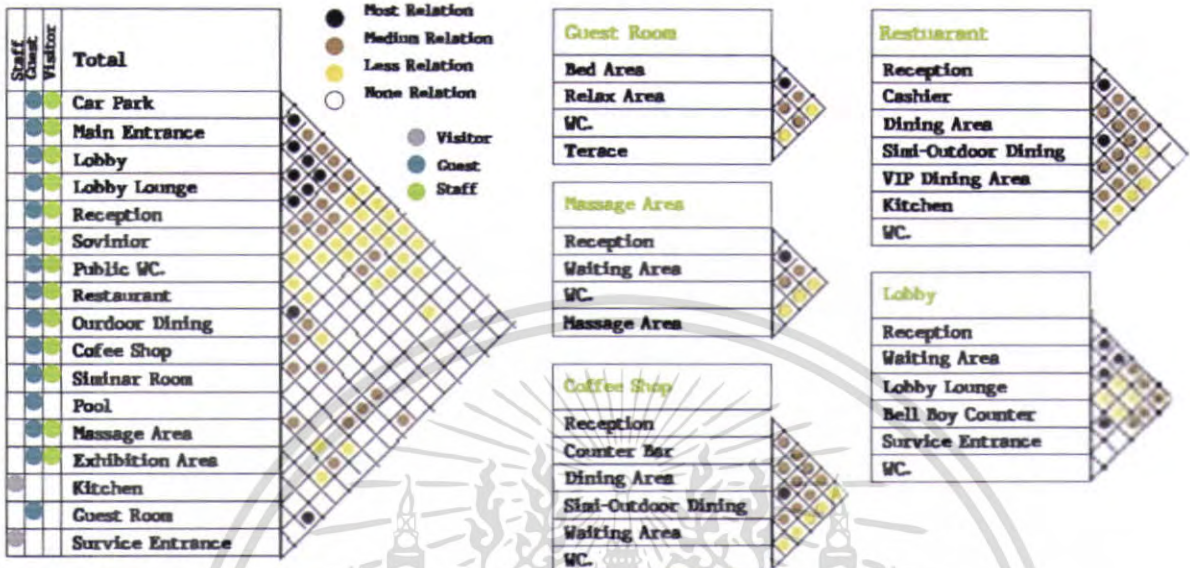 Staff
Guest
Visitor
Total
Car Park
Main Entrance
Lobby
Lobby Lounge
Reception
Sovinior
Public WC.
Restaurant
Ourdoor Dining
Cofee Shop
Siminar Room
Pool
Massage Area
Exhibition Area
Kitchen
Guest Room
Survice Entrance
Most Relation
Medium Relation
Less Relation
None Relation
Visitor
Guest
Staff
Guest Room
Bed Area
Relax Area
WC.
Terace
Massage Area
Reception
Waiting Area
WC.
Massage Area
Coffee Shop
Reception
Counter Bar
Dining Area
Simi-Outdoor Dining
Waiting Area
WC.
Restuarant
Reception
Cashier
Dining Area
Simi-Outdoor Dining
VIP Dining Area
Kitchen
WC.
Lobby
Reception
Waiting Area
Lobby Lounge
Bell Boy Counter
Survice Entrance
WC.